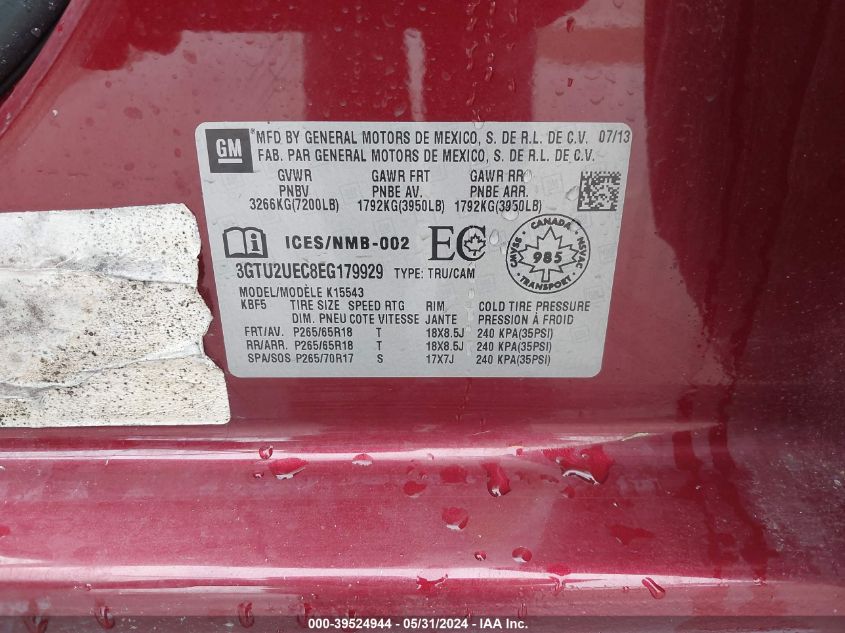 GM
®MFD BY GENERAL MOTORS DE MEXICO, S. DE R.L. DE C.V. 07/13
FAB. PAR GENERAL MOTORS DE MEXICO, S. DE R.L. DE C.V.
GVWR GAWR FRT GAWR RR
PNBV PNBE AV. PNBE ARR.
3266KG(7200LB) 1792KG(3950LB) 1792KG(3950LB)
ICES/NMB-002 EC
CANADA
CMVSS 985 NSVAC
TRANSPORT
3GTU2UEC8EG179929 TYPE: TRU/CAM
MODEL/MODÈLE K15543
KBF5 TIRE SIZE SPEED RTG RIM COLD TIRE PRESSURE
DIM. PNEU COTE VITESSE JANTE PRESSION À FROID
FRT/AV. P265/65R18 T 18X8.5J 240 KPA(35PSI)
RR/ARR. P265/65R18 T 18X8.5J 240 KPA(35PSI)
SPA/SOS P265/70R17 S 17X7J 240 KPA(35PSI)
000-39524944 - 05/31/2024 - IAA Inc.